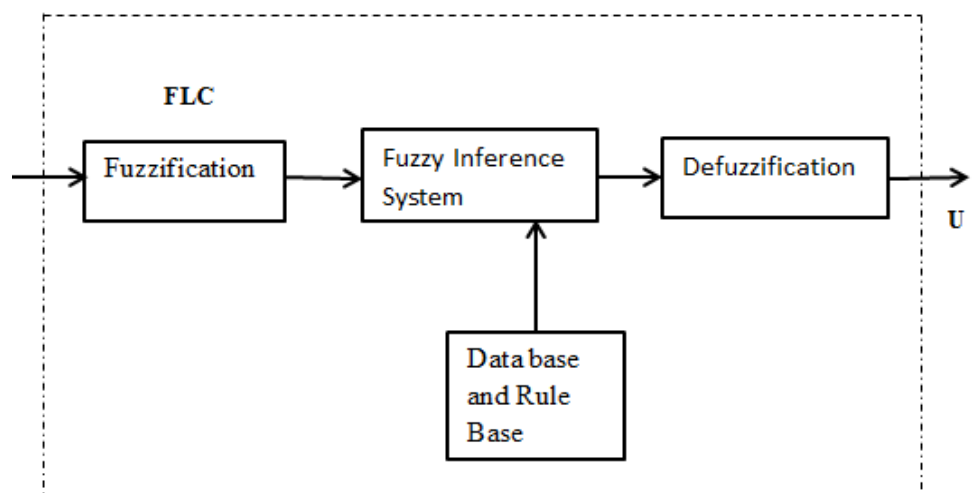 FLC
Fuzzification
Fuzzy Inference
System
Defuzzification
U
Data base
and Rule
Base